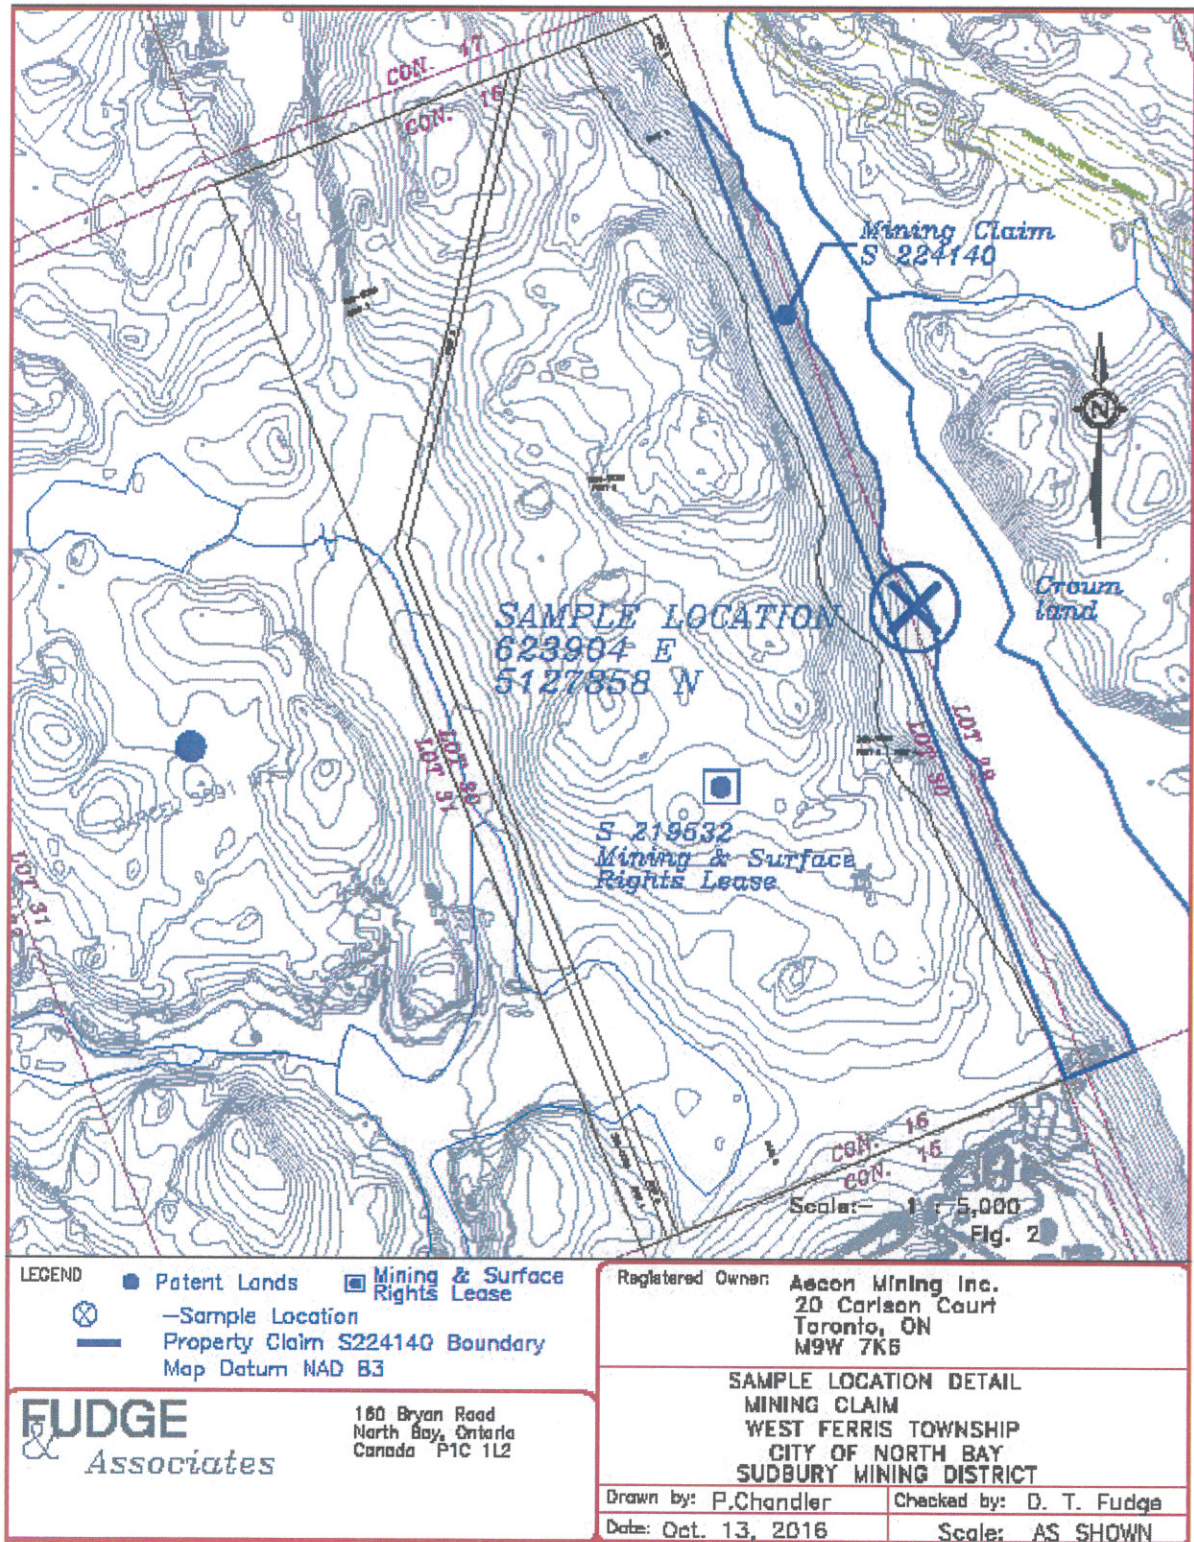 CON. 17
CON. 16
Mining Claim
S 224140
N
Crown
land
SAMPLE LOCATION
623904 E
5127858 N
LOT 30
LOT 31
LOT 30
S 219532
Mining & Surface
Rights Lease
LOT 31
CON. 16
CON. 15
Scale:- 1 : 5,000
Fig. 2
LEGEND
Patent Lands
Mining & Surface
Rights Lease
-Sample Location
Property Claim S224140 Boundary
Map Datum NAD 83
FUDGE
& Associates
180 Bryan Road
North Bay, Ontario
Canada P1C 1L2
Registered Owner: Aecon Mining Inc.
20 Carlson Court
Toronto, ON
M9W 7K6
SAMPLE LOCATION DETAIL
MINING CLAIM
WEST FERRIS TOWNSHIP
CITY OF NORTH BAY
SUDBURY MINING DISTRICT
Drawn by: P.Chandler
Checked by: D. T. Fudge
Date: Oct. 13, 2016
Scale: AS SHOWN